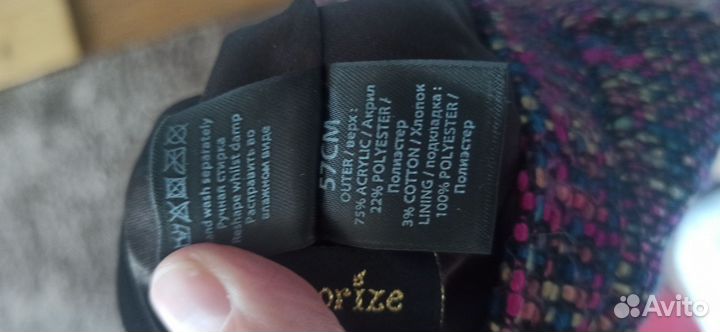 and wash separately
Ручная стирка
Reshape whilst damp
Расправить во
влажном виде
57CM
OUTER / верх :
75% ACRYLIC / Акрил
22% POLYESTER /
Полиэстер
3% COTTON / Хлопок
LINING / подкладка :
100% POLYESTER /
Полиэстер
orize
Avito